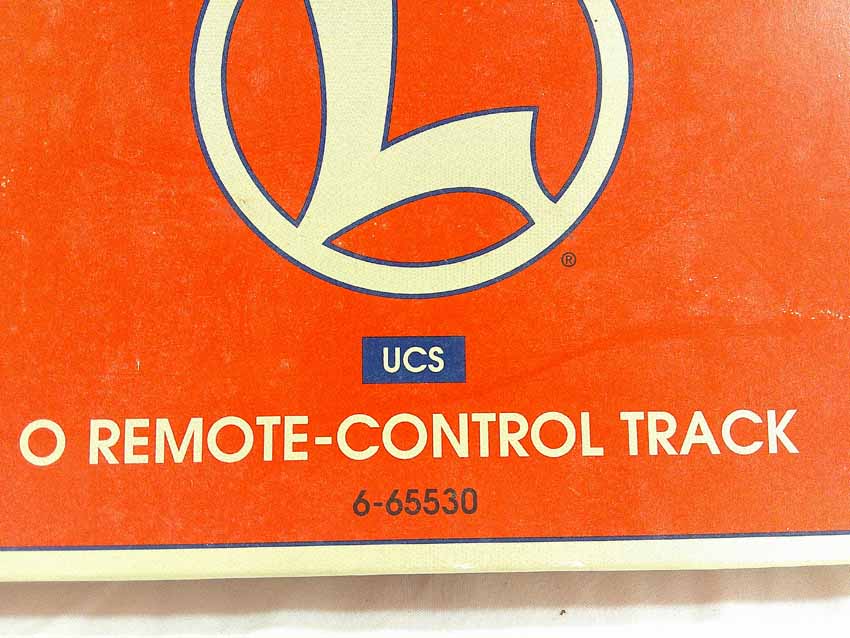 L
®
UCS
O REMOTE-CONTROL TRACK
6-65530